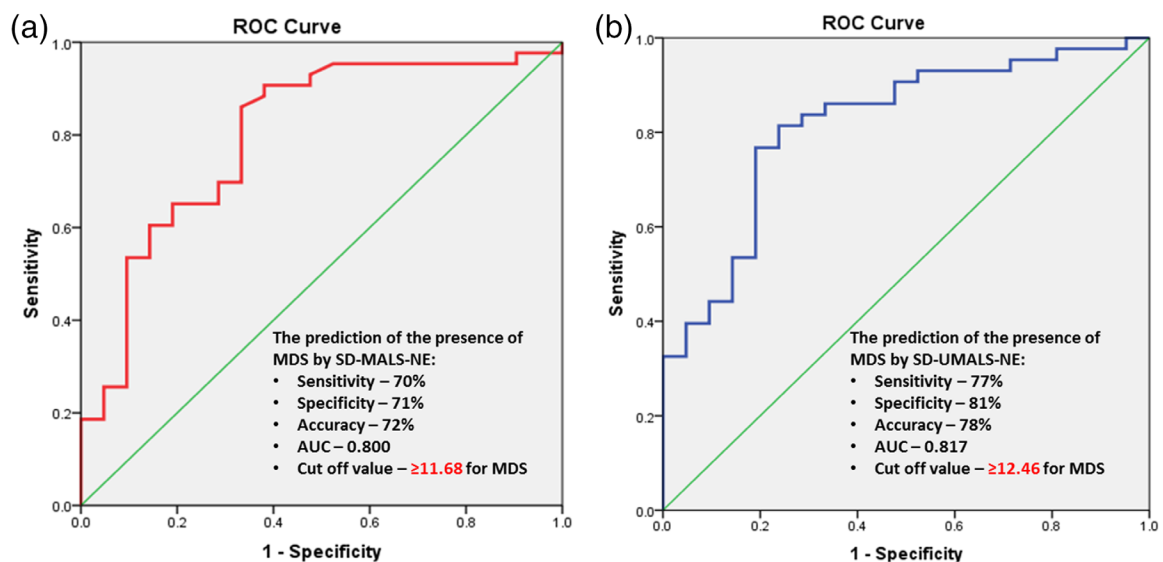 (a)
ROC Curve
1.0
0.8
0.6
0.4
0.2
0.0
Sensitivity
The prediction of the presence of
MDS by SD-MALS-NE:
• Sensitivity – 70%
• Specificity – 71%
• Accuracy – 72%
• AUC – 0.800
• Cut off value – ≥11.68 for MDS
0.0 0.2 0.4 0.6 0.8 1.0
1 - Specificity
(b)
ROC Curve
1.0
0.8
0.6
0.4
0.2
0.0
Sensitivity
The prediction of the presence of
MDS by SD-UMALS-NE:
• Sensitivity – 77%
• Specificity – 81%
• Accuracy – 78%
• AUC – 0.817
• Cut off value – ≥12.46 for MDS
0.0 0.2 0.4 0.6 0.8 1.0
1 - Specificity